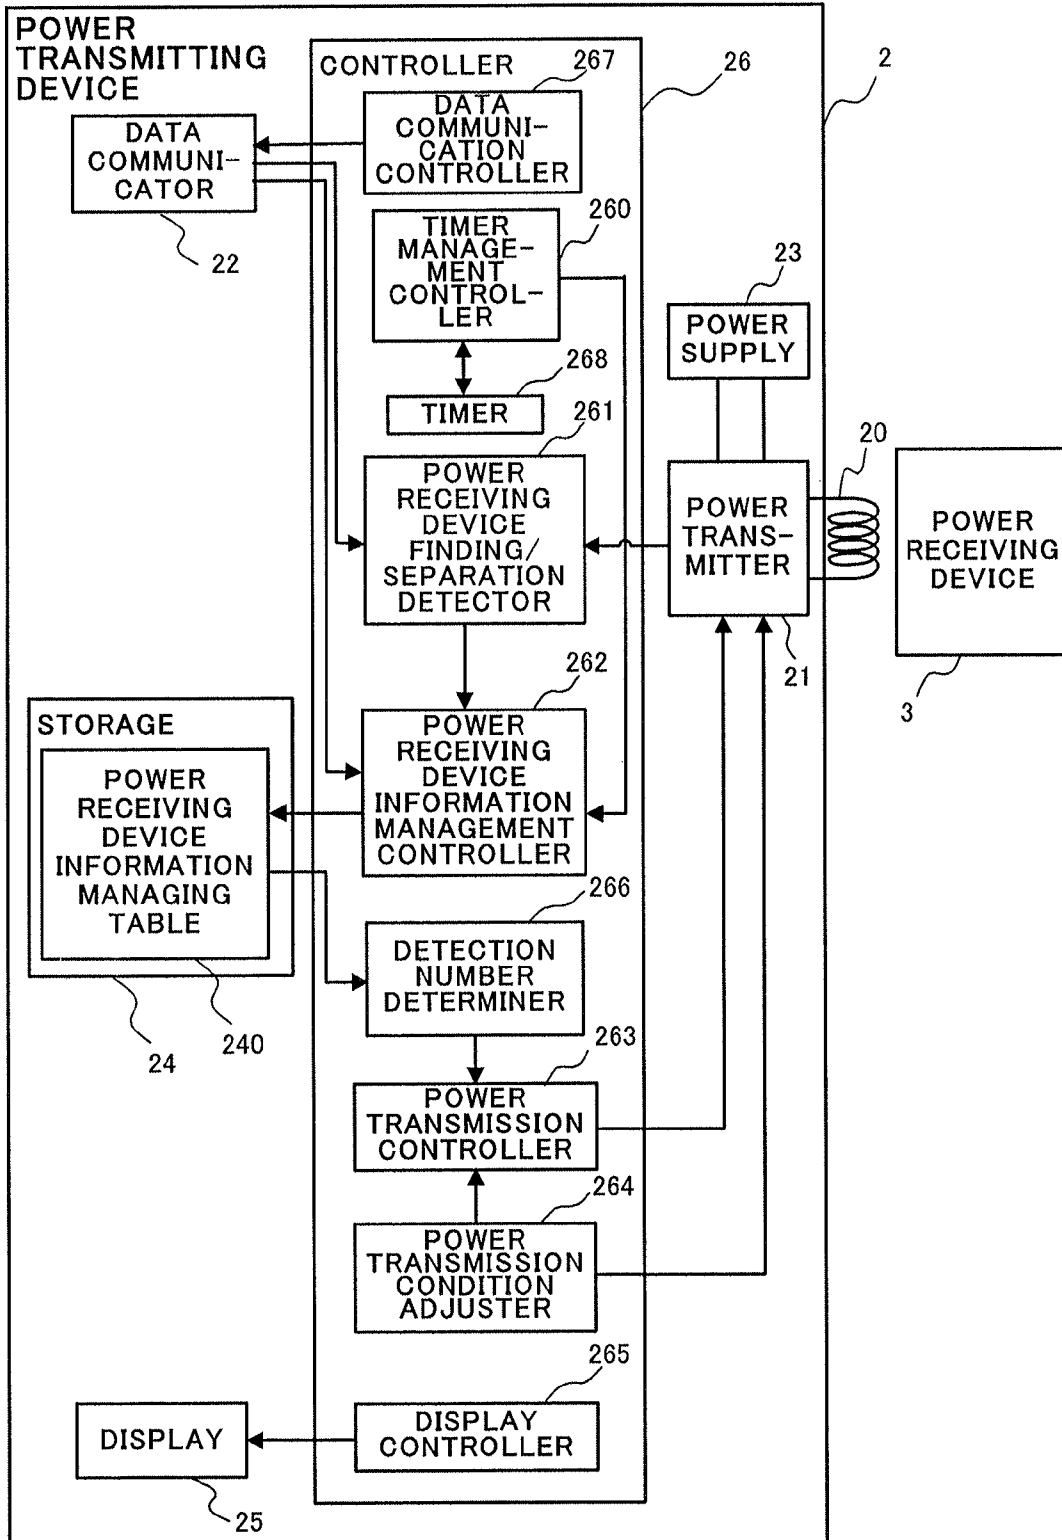 POWER
TRANSMITTING
DEVICE
CONTROLLER
267
26
2
DATA
COMMUNI-
CATION
CONTROLLER
DATA
COMMUNI-
CATOR
22
TIMER
MANAGE-
MENT
CONTROL-
LER
260
23
POWER
SUPPLY
268
TIMER
261
20
POWER
RECEIVING
DEVICE
FINDING/
SEPARATION
DETECTOR
POWER
TRANS-
MITTER
21
POWER
RECEIVING
DEVICE
3
262
STORAGE
POWER
RECEIVING
DEVICE
INFORMATION
MANAGING
TABLE
24
240
POWER
RECEIVING
DEVICE
INFORMATION
MANAGEMENT
CONTROLLER
266
DETECTION
NUMBER
DETERMINER
263
POWER
TRANSMISSION
CONTROLLER
264
POWER
TRANSMISSION
CONDITION
ADJUSTER
265
DISPLAY
CONTROLLER
DISPLAY
25